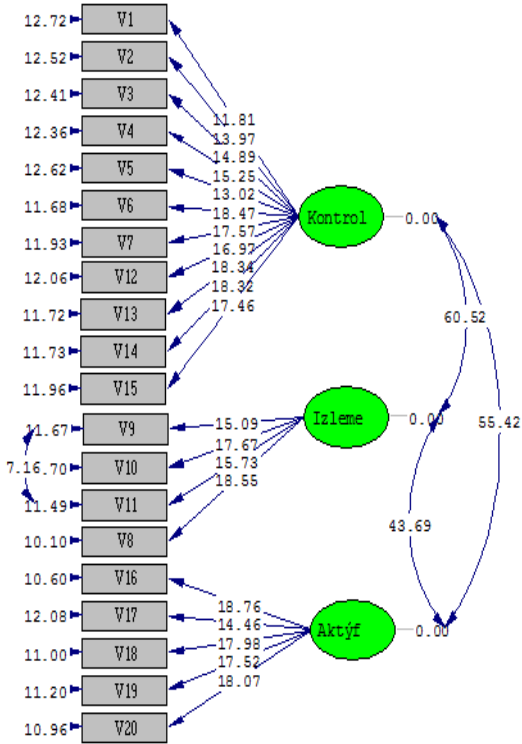 12.72 V1
12.52 V2
12.41 V3
11.81
12.36 V4
13.97
14.89
12.62 V5
15.25
13.02
11.68 V6
18.47
Kontrol 0.00
11.93 V7
17.57
16.97
12.06 V12
18.34
18.32
11.72 V13
17.46
60.52
11.73 V14
11.96 V15
11.67 V9
15.09
Izleme 0.00
55.42
17.67
7.16 .70 V10
15.73
18.55
11.49 V11
43.69
10.10 V8
10.60 V16
18.76
12.08 V17
14.46
Aktýf 0.00
17.98
11.00 V18
17.52
18.07
11.20 V19
10.96 V20